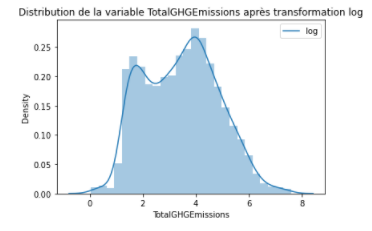 Distribution de la variable TotalGHGEmissions après transformation log
log
0.25
0.20
0.15
0.10
0.05
0.00
Density
0 2 4 6 8
TotalGHGEmissions